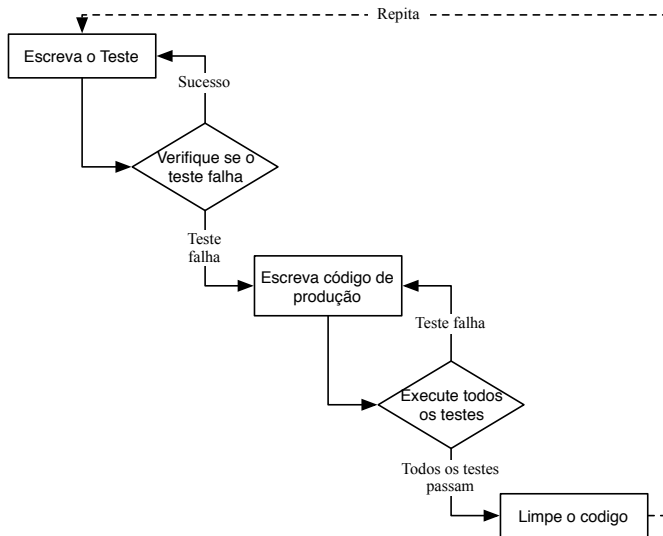 Repita
Escreva o Teste
Sucesso
Verifique se o
teste falha
Teste
falha
Escreva código de
produção
Teste falha
Execute todos
os testes
Todos os testes
passam
Limpe o codigo